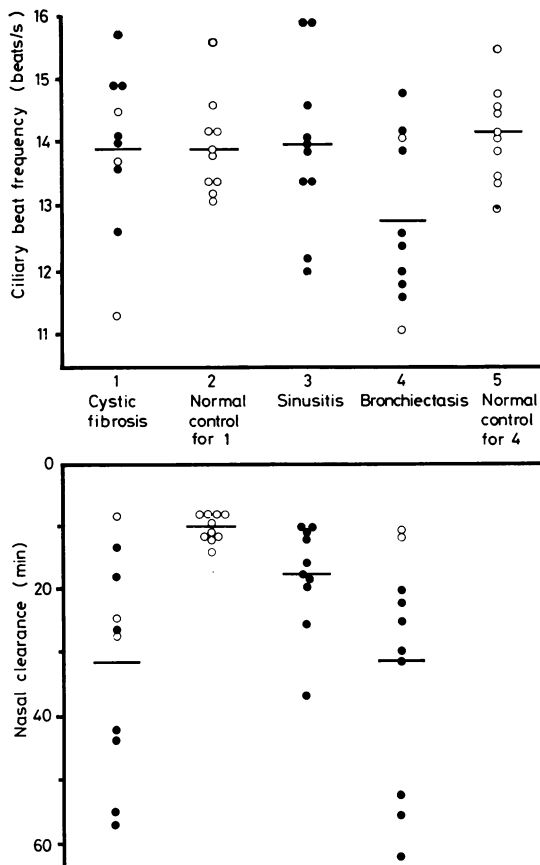 Ciliary beat frequency (beats/s)
16
15
14
13
12
11
1 2 3 4 5
Cystic fibrosis
Normal control for 1
Sinusitis
Bronchiectasis
Normal control for 4
Nasal clearance (min)
0
20
40
60